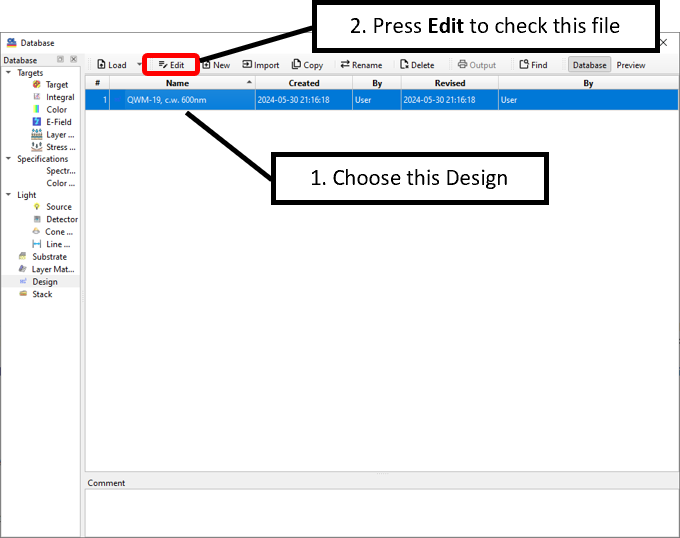 2. Press Edit to check this file
Database
Database
Load Edit New Import Copy Rename Delete Output Find Database Preview
Targets
Target
Integral
Color
E-Field
Layer ...
Stress ...
Specifications
Spectr...
Color ...
Light
Source
Detector
Cone ...
Line ...
Substrate
Layer Mat...
Design
Stack
# Name Created By Revised By
1 QWM-19, c.w. 600nm 2024-05-30 21:16:18 User 2024-05-30 21:16:18 User
1. Choose this Design
Comment